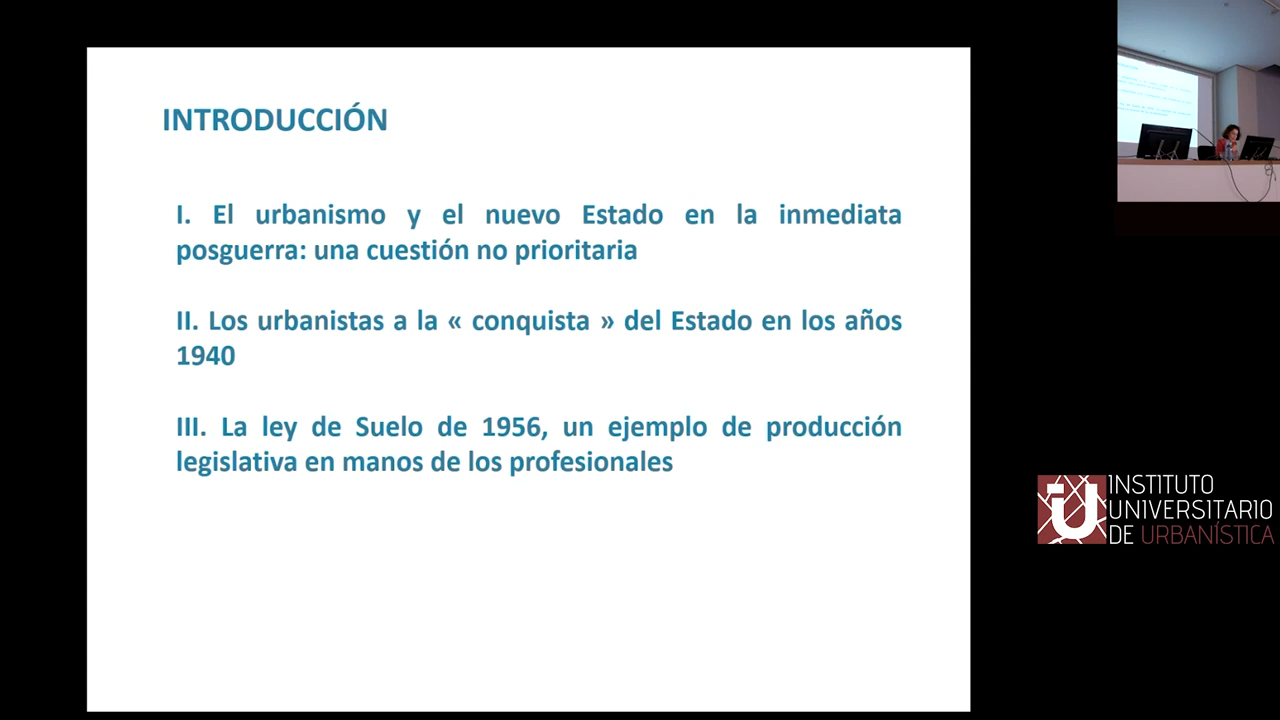 INTRODUCCIÓN
I. El urbanismo y el nuevo Estado en la inmediata
posguerra: una cuestión no prioritaria
II. Los urbanistas a la « conquista » del Estado en los años
1940
III. La ley de Suelo de 1956, un ejemplo de producción
legislativa en manos de los profesionales
INSTITUTO
UNIVERSITARIO
DE URBANÍSTICA